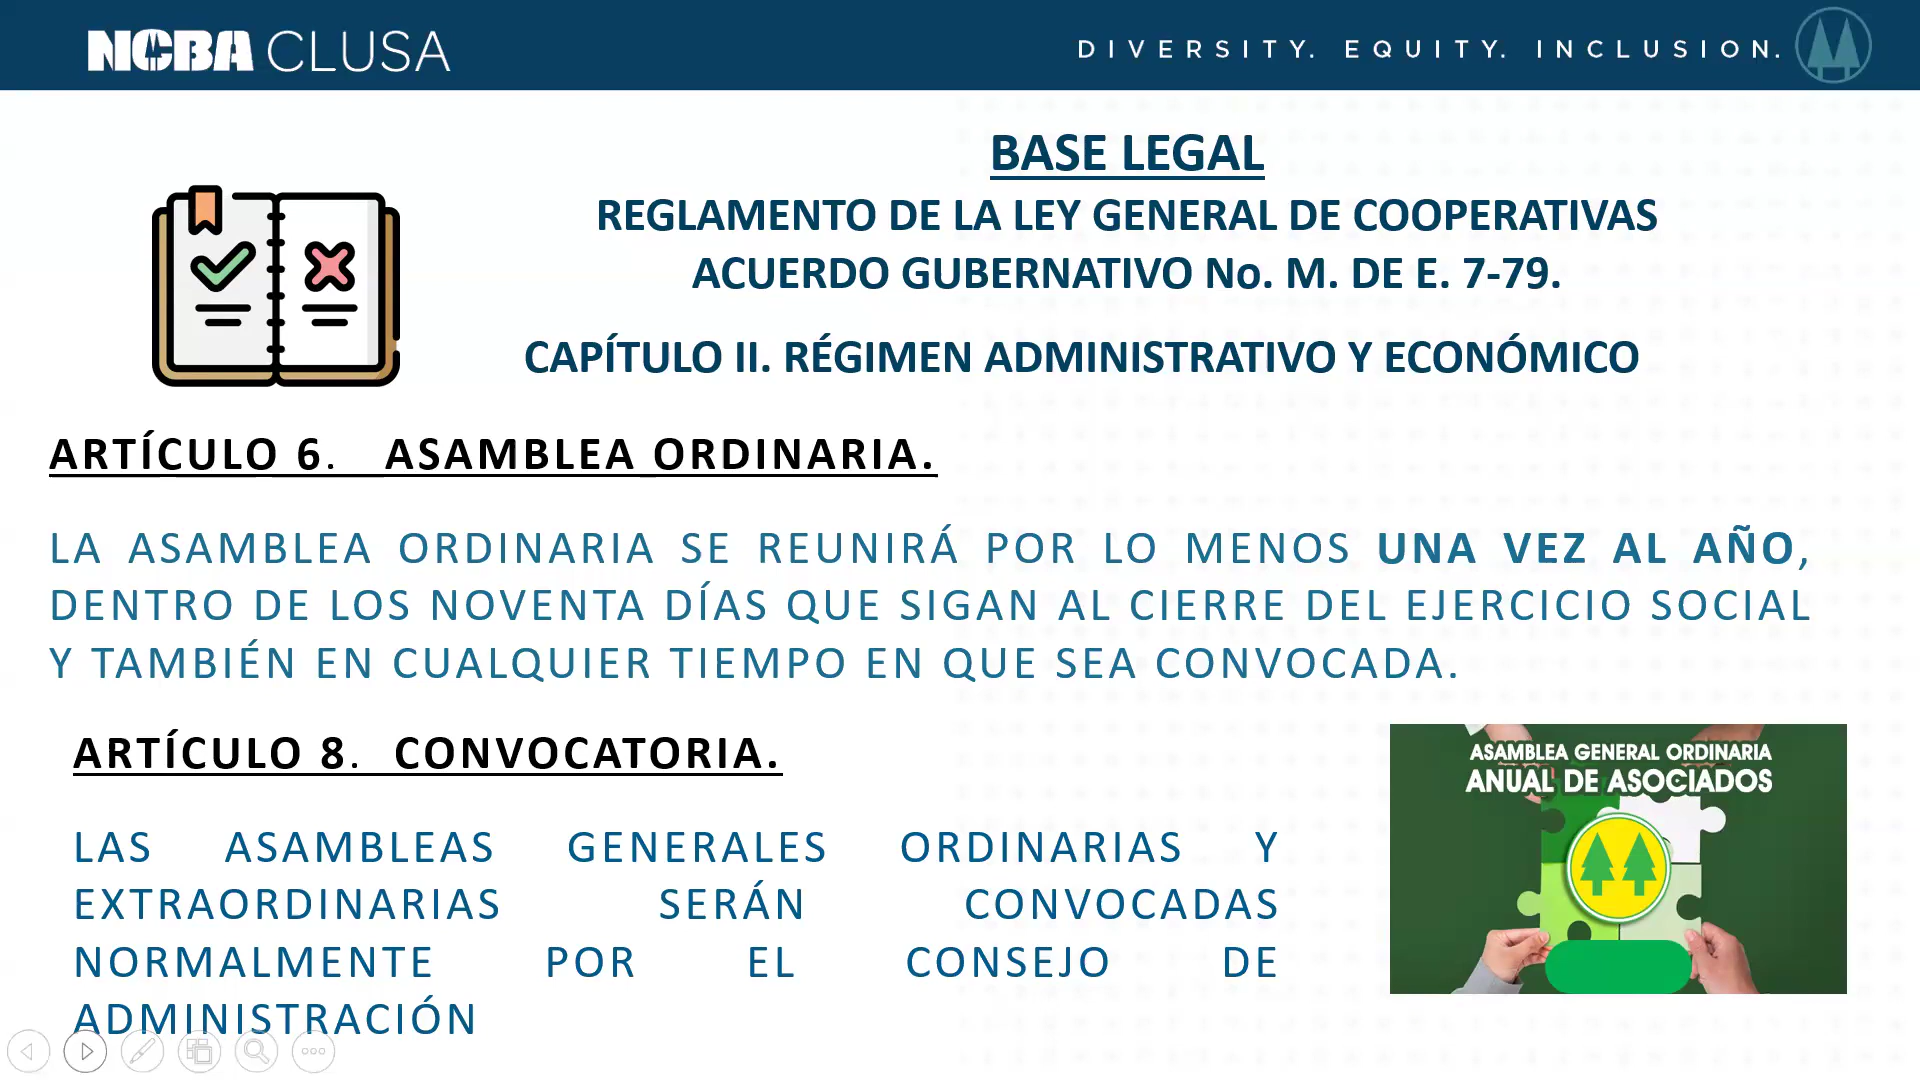 NCBA CLUSA
DIVERSITY. EQUITY. INCLUSION.
BASE LEGAL
REGLAMENTO DE LA LEY GENERAL DE COOPERATIVAS
ACUERDO GUBERNATIVO No. M. DE E. 7-79.
CAPÍTULO II. RÉGIMEN ADMINISTRATIVO Y ECONÓMICO
ARTÍCULO 6. ASAMBLEA ORDINARIA.
LA ASAMBLEA ORDINARIA SE REUNIRÁ POR LO MENOS UNA VEZ AL AÑO,
DENTRO DE LOS NOVENTA DÍAS QUE SIGAN AL CIERRE DEL EJERCICIO SOCIAL
Y TAMBIÉN EN CUALQUIER TIEMPO EN QUE SEA CONVOCADA.
ARTÍCULO 8. CONVOCATORIA.
LAS ASAMBLEAS GENERALES ORDINARIAS Y
EXTRAORDINARIAS SERÁN CONVOCADAS
NORMALMENTE POR EL CONSEJO DE
ADMINISTRACIÓN
ASAMBLEA GENERAL ORDINARIA
ANUAL DE ASOCIADOS